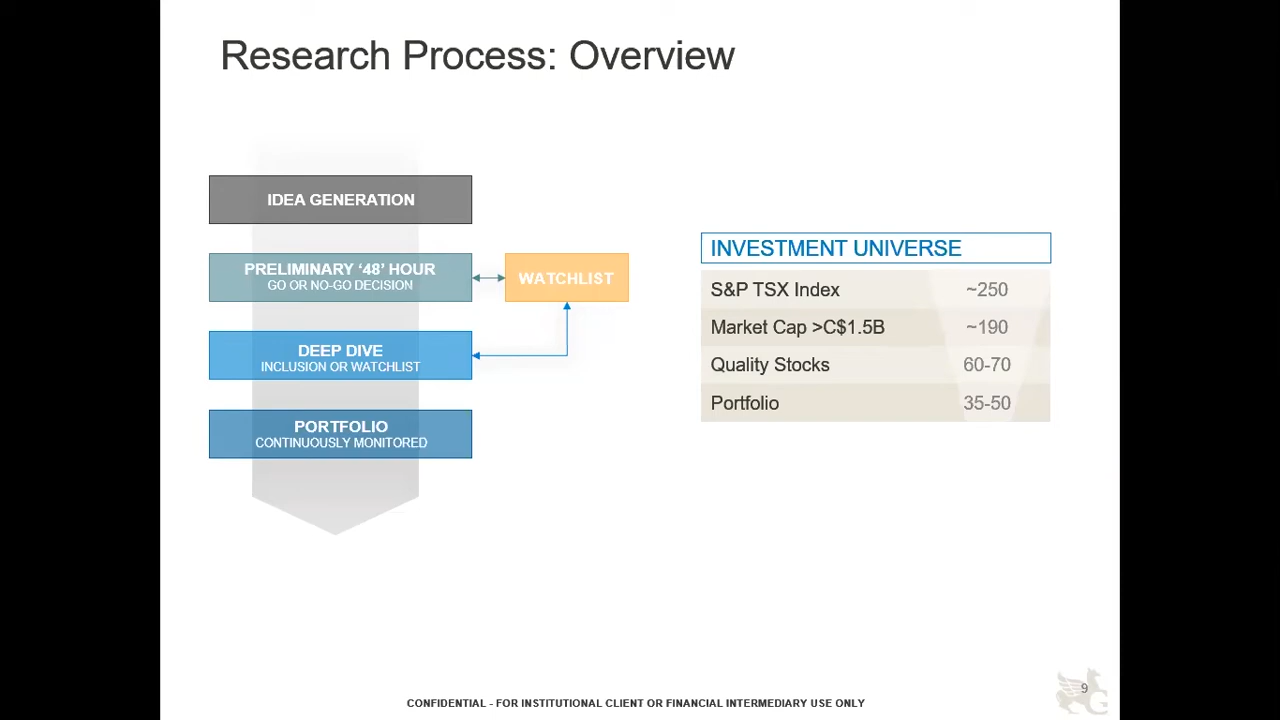 Research Process: Overview
IDEA GENERATION
PRELIMINARY ‘48’ HOUR
GO OR NO-GO DECISION
WATCHLIST
DEEP DIVE
INCLUSION OR WATCHLIST
PORTFOLIO
CONTINUOUSLY MONITORED
INVESTMENT UNIVERSE
S&P TSX Index ~250
Market Cap >C$1.5B ~190
Quality Stocks 60-70
Portfolio 35-50
9
CONFIDENTIAL - FOR INSTITUTIONAL CLIENT OR FINANCIAL INTERMEDIARY USE ONLY